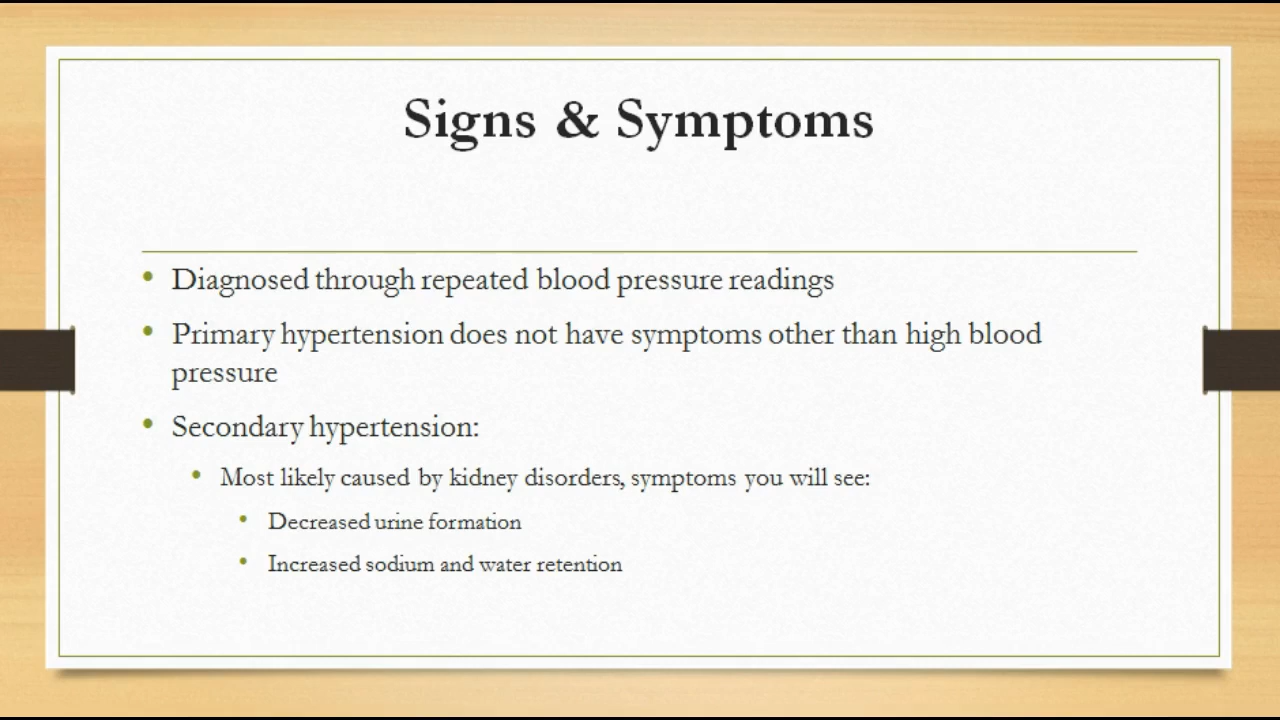 Signs & Symptoms
• Diagnosed through repeated blood pressure readings
• Primary hypertension does not have symptoms other than high blood
pressure
• Secondary hypertension:
• Most likely caused by kidney disorders, symptoms you will see:
• Decreased urine formation
• Increased sodium and water retention